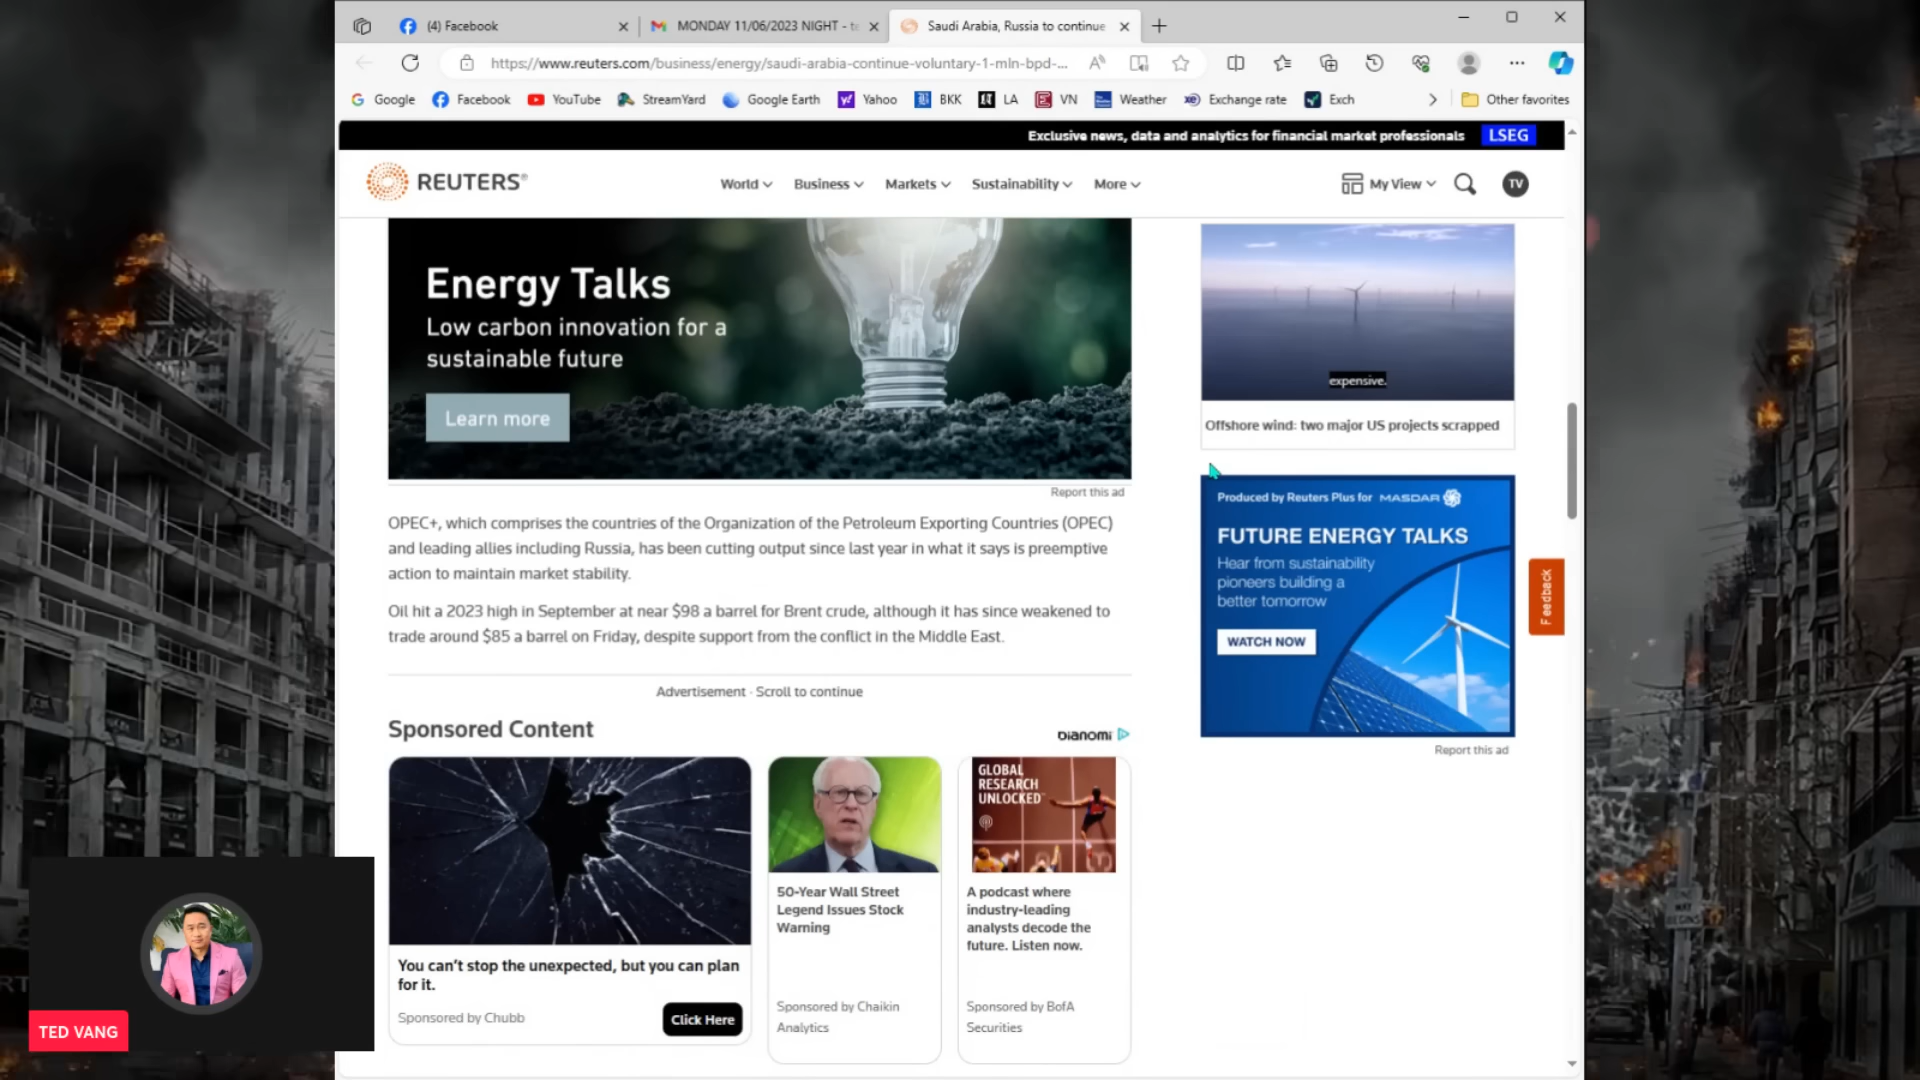 (4) Facebook
MONDAY 11/06/2023 NIGHT - te
Saudi Arabia, Russia to continue
https://www.reuters.com/business/energy/saudi-arabia-continue-voluntary-1-mln-bpd-...
Google
Facebook
YouTube
StreamYard
Google Earth
Yahoo
BKK
LA
VN
Weather
Exchange rate
Exch
Other favorites
Exclusive news, data and analytics for financial market professionals LSEG
REUTERS®
World
Business
Markets
Sustainability
More
My View
TV
Energy Talks
Low carbon innovation for a
sustainable future
Learn more
Report this ad
expensive.
Offshore wind: two major US projects scrapped
OPEC+, which comprises the countries of the Organization of the Petroleum Exporting Countries (OPEC)
and leading allies including Russia, has been cutting output since last year in what it says is preemptive
action to maintain market stability.
Oil hit a 2023 high in September at near $98 a barrel for Brent crude, although it has since weakened to
trade around $85 a barrel on Friday, despite support from the conflict in the Middle East.
Produced by Reuters Plus for MASDAR
FUTURE ENERGY TALKS
Hear from sustainability
pioneers building a
better tomorrow
WATCH NOW
Report this ad
Feedback
Advertisement · Scroll to continue
Sponsored Content
Dianomi
You can't stop the unexpected, but you can plan
for it.
Sponsored by Chubb
Click Here
50-Year Wall Street
Legend Issues Stock
Warning
Sponsored by Chaikin
Analytics
GLOBAL
RESEARCH
UNLOCKED™
A podcast where
industry-leading
analysts decode the
future. Listen now.
Sponsored by BofA
Securities
TED VANG